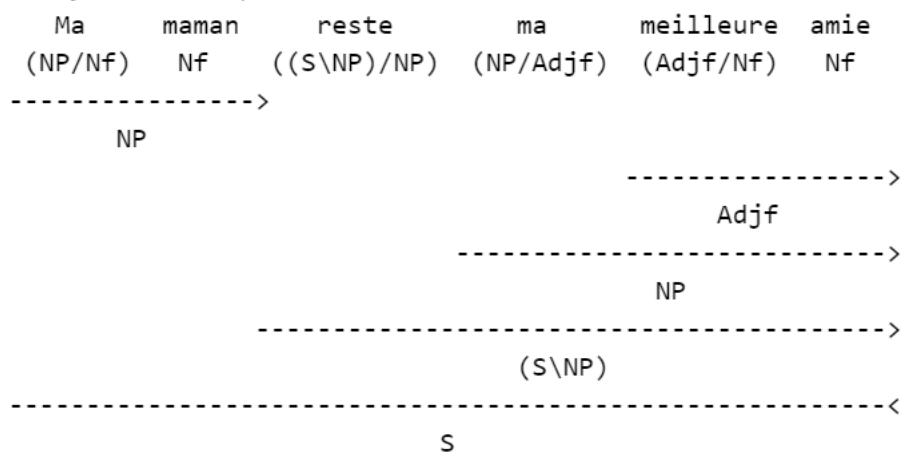 Ma maman reste ma meilleure amie
(NP/Nf) Nf ((S\NP)/NP) (NP/Adjf) (Adjf/Nf) Nf
---------------->
NP
----------------->
Adjf
---------------------------->
NP
----------------------------------------->
(S\NP)
---------------------------------------------------------<
S